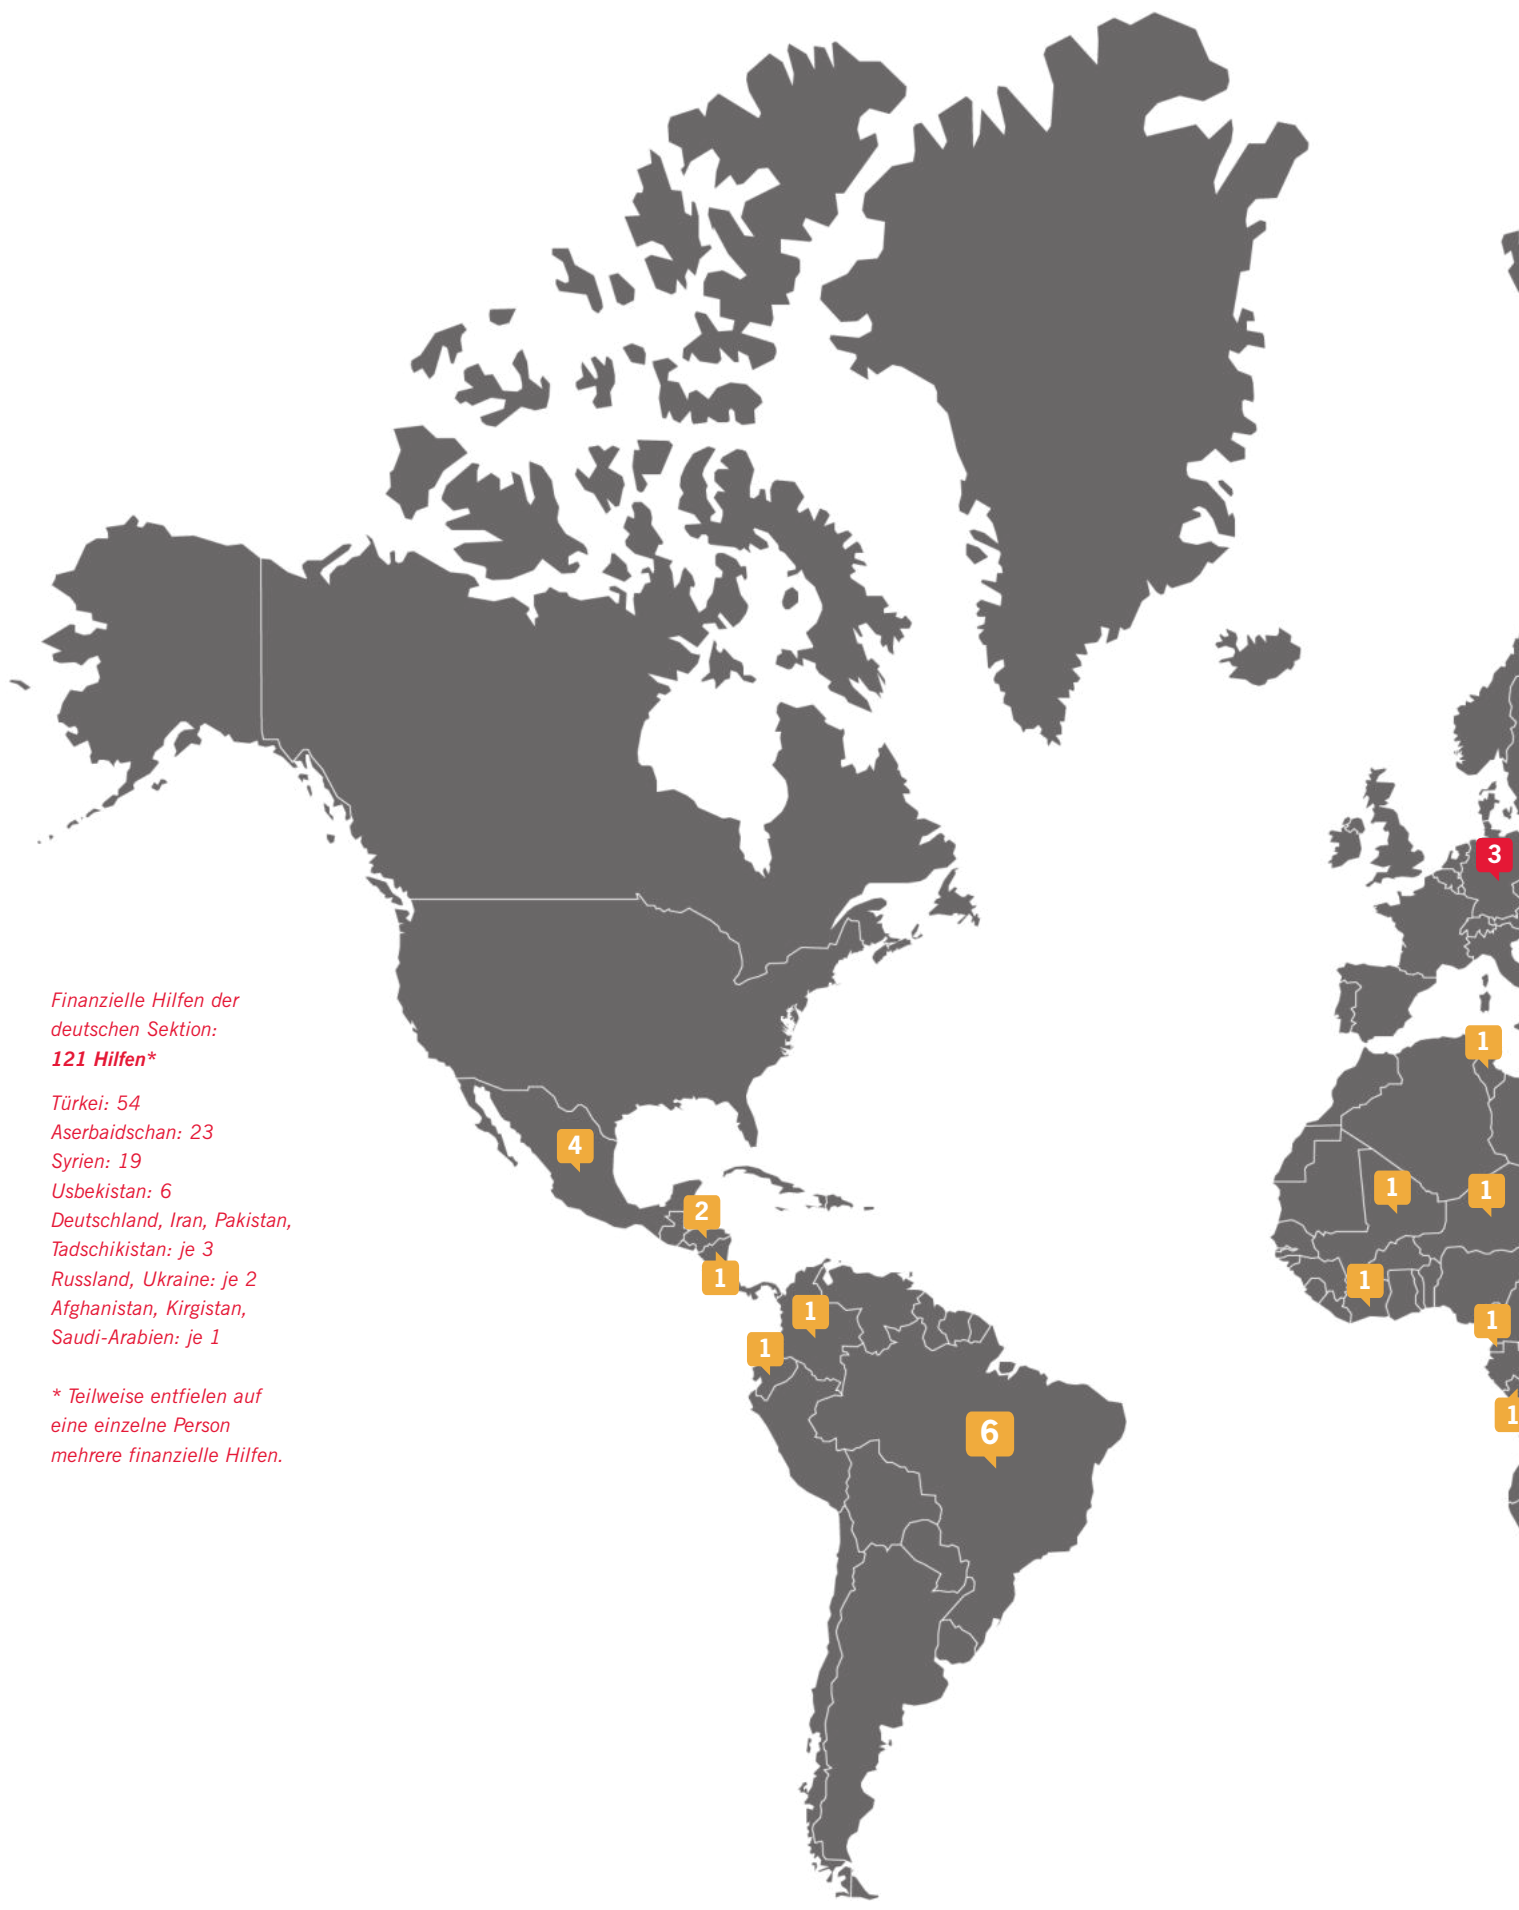 3
1
4
1
1
2
1
1
1
1
1
1
6
Finanzielle Hilfen der
deutschen Sektion:
121 Hilfen*
Türkei: 54
Aserbaidschan: 23
Syrien: 19
Usbekistan: 6
Deutschland, Iran, Pakistan,
Tadschikistan: je 3
Russland, Ukraine: je 2
Afghanistan, Kirgistan,
Saudi-Arabien: je 1
* Teilweise entfielen auf
eine einzelne Person
mehrere finanzielle Hilfen.